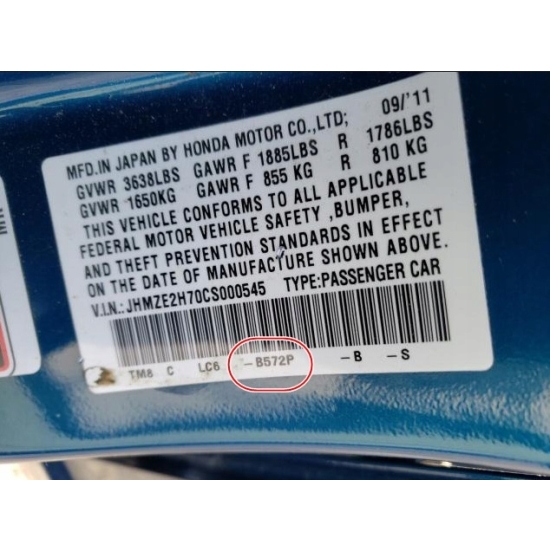 MFD.IN JAPAN BY HONDA MOTOR CO.,LTD; 09/'11
GVWR 3638LBS GAWR F 1885LBS R 1786LBS
GVWR 1650KG GAWR F 855 KG R 810 KG
THIS VEHICLE CONFORMS TO ALL APPLICABLE
FEDERAL MOTOR VEHICLE SAFETY ,BUMPER,
AND THEFT PREVENTION STANDARDS IN EFFECT
ON THE DATE OF MANUFACTURE SHOWN ABOVE.
V.I.N.:JHMZE2H70CS000545 TYPE:PASSENGER CAR
TM8 C LC6 -B572P -B -S